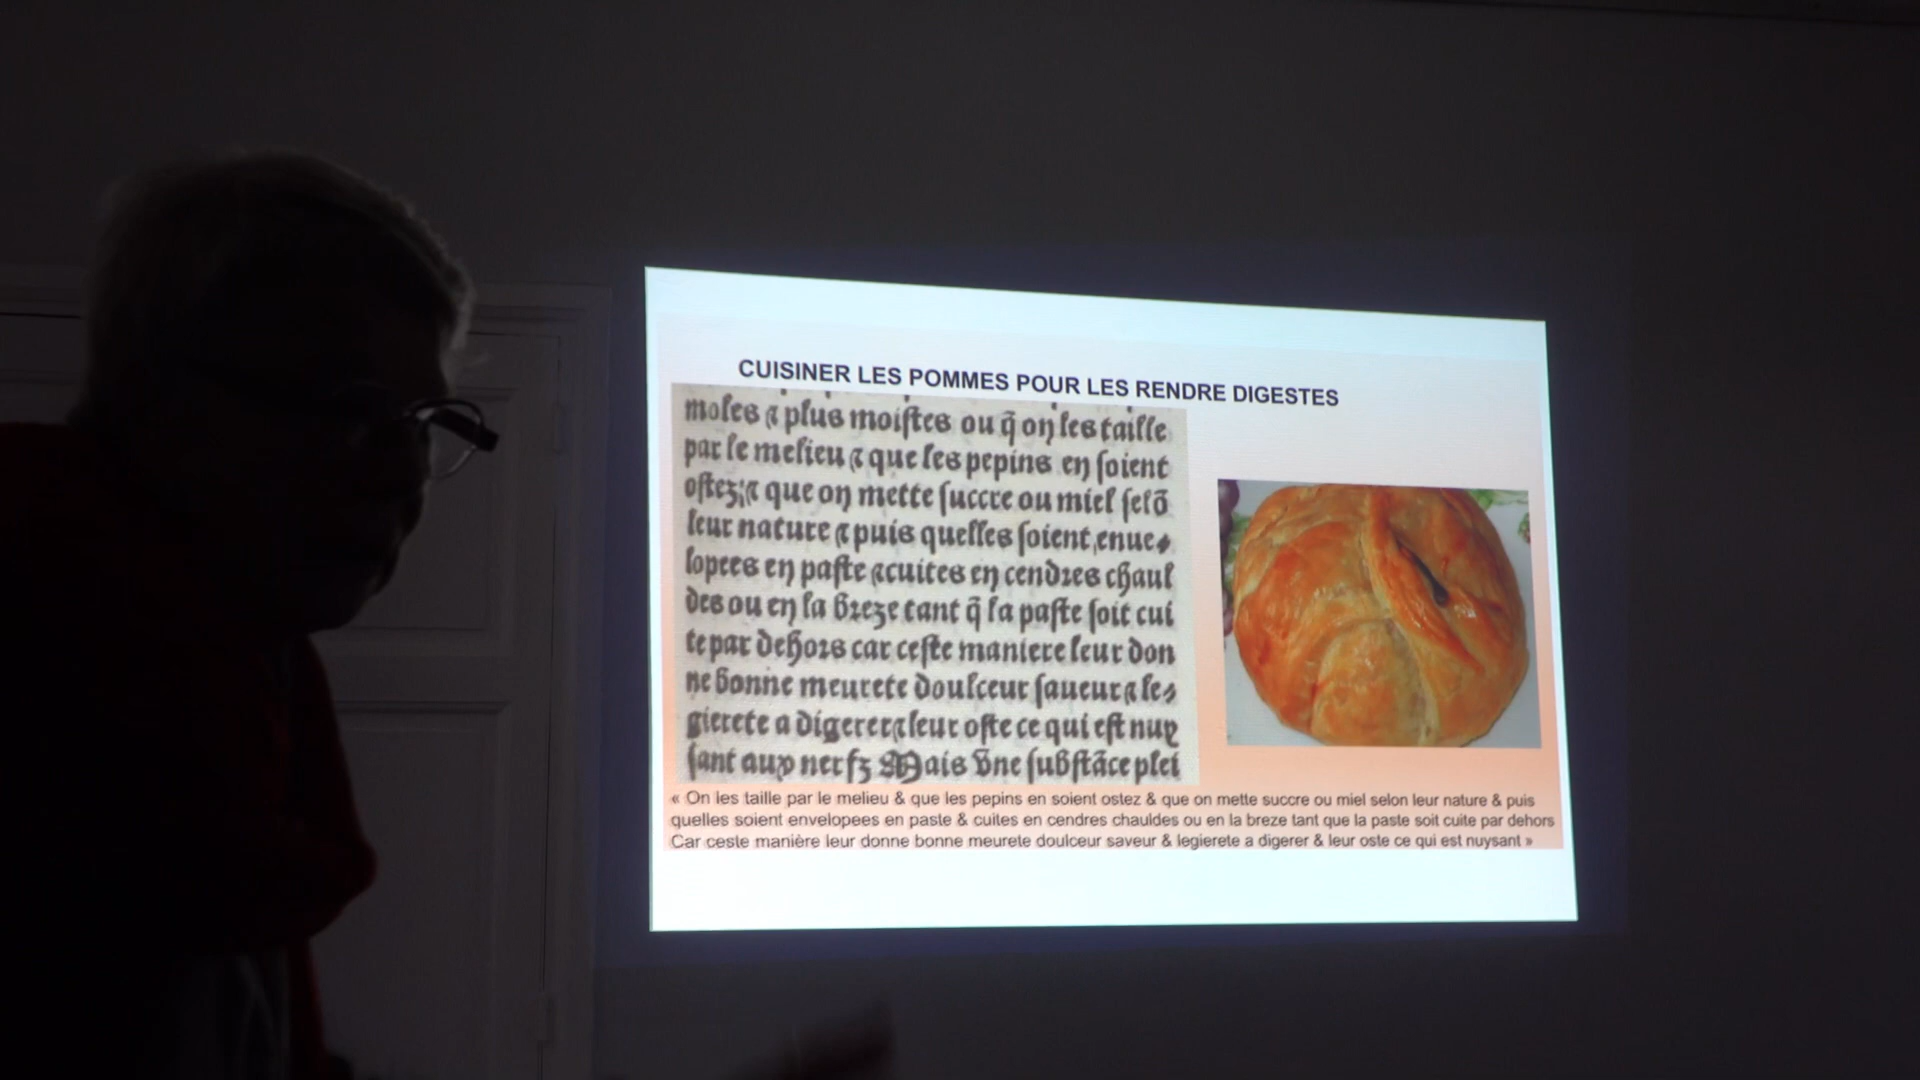 CUISINER LES POMMES POUR LES RENDRE DIGESTES
moles ⁊ plus moiſtes ou q̄ on les taille
par le melieu ⁊ que les pepins en ſoient
oſtez;⁊ que on mette ſuccre ou miel ſelõ
leur nature ⁊ puis quelles ſoient enue⸗
lopees en paſte ⁊cuites en cendres chaul
des ou en la breze tant q̄ la paſte ſoit cui
te par dehors car ceſte maniere leur don
ne bonne meurete doulceur ſaueur ⁊ le⸗
gierete a digerer⁊leur oſte ce qui eſt nuy
ſant aux nerfz Mais vne ſubſtãce plei
« On les taille par le melieu & que les pepins en soient ostez & que on mette succre ou miel selon leur nature & puis
quelles soient envelopees en paste & cuites en cendres chauldes ou en la breze tant que la paste soit cuite par dehors
Car ceste manière leur donne bonne meurete doulceur saveur & legierete a digerer & leur oste ce qui est nuysant »